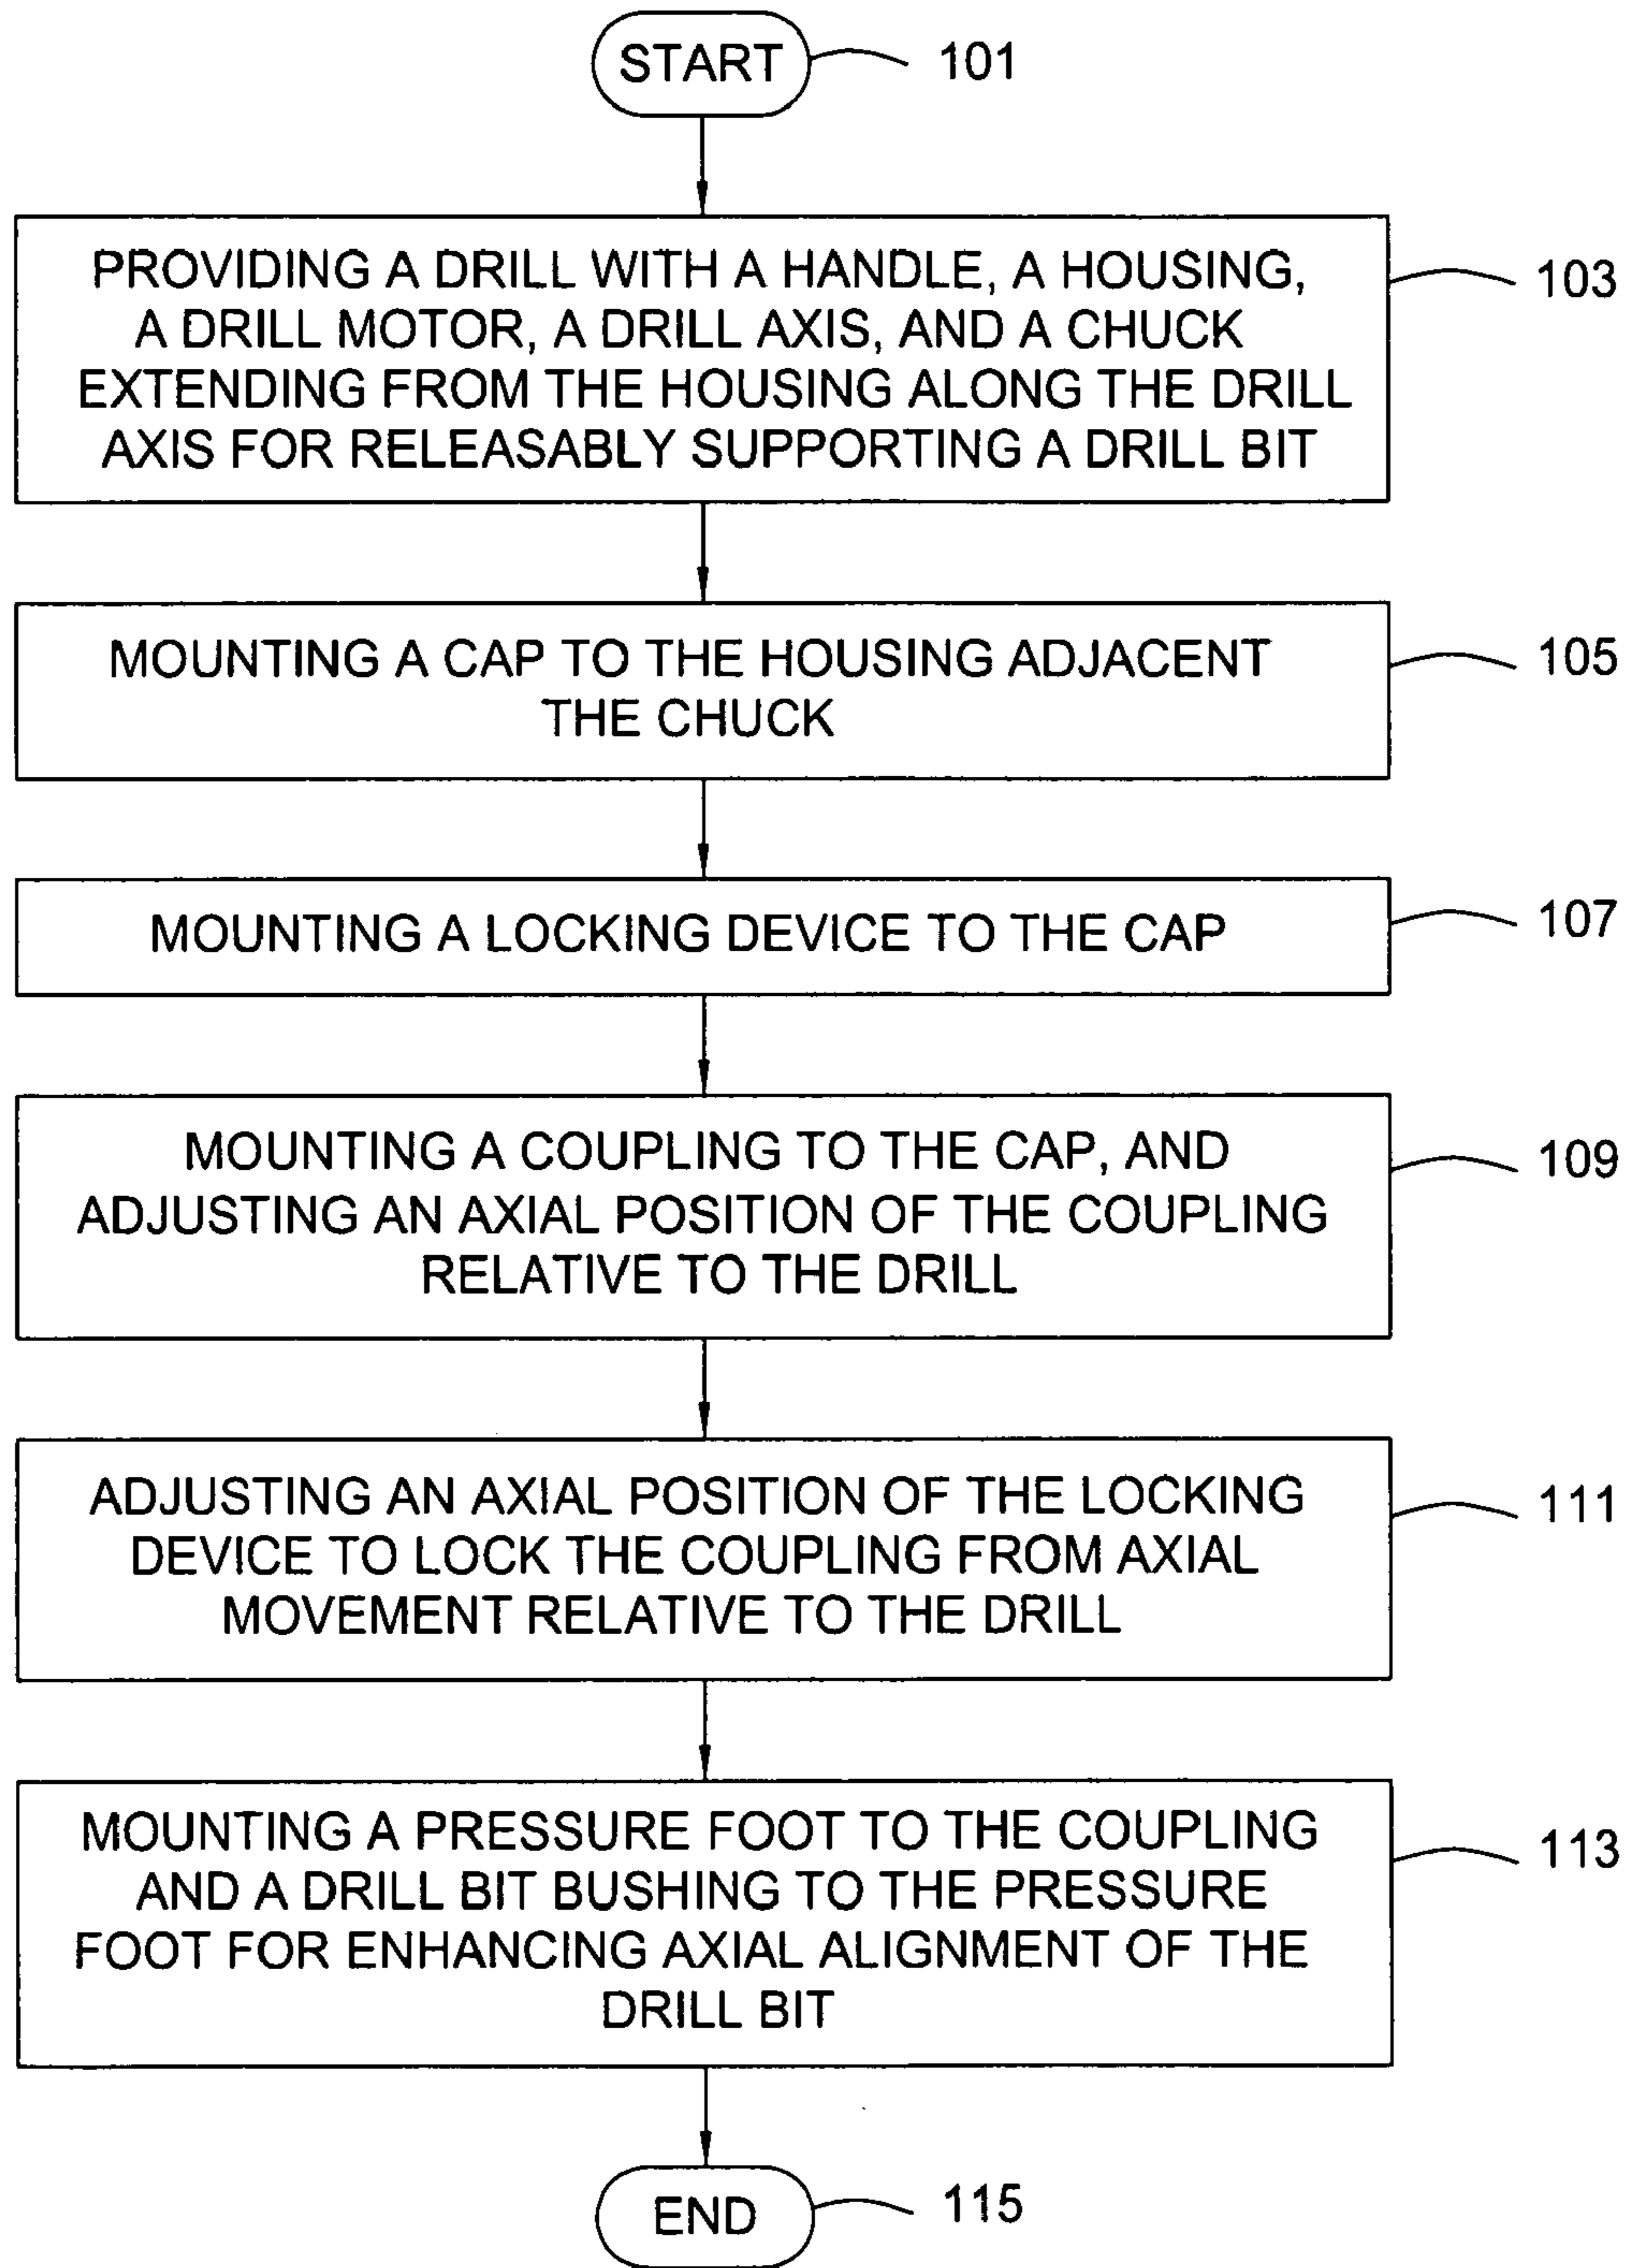 START
101
PROVIDING A DRILL WITH A HANDLE, A HOUSING,
A DRILL MOTOR, A DRILL AXIS, AND A CHUCK
EXTENDING FROM THE HOUSING ALONG THE DRILL
AXIS FOR RELEASABLY SUPPORTING A DRILL BIT
103
MOUNTING A CAP TO THE HOUSING ADJACENT
THE CHUCK
105
MOUNTING A LOCKING DEVICE TO THE CAP
107
MOUNTING A COUPLING TO THE CAP, AND
ADJUSTING AN AXIAL POSITION OF THE COUPLING
RELATIVE TO THE DRILL
109
ADJUSTING AN AXIAL POSITION OF THE LOCKING
DEVICE TO LOCK THE COUPLING FROM AXIAL
MOVEMENT RELATIVE TO THE DRILL
111
MOUNTING A PRESSURE FOOT TO THE COUPLING
AND A DRILL BIT BUSHING TO THE PRESSURE
FOOT FOR ENHANCING AXIAL ALIGNMENT OF THE
DRILL BIT
113
END
115